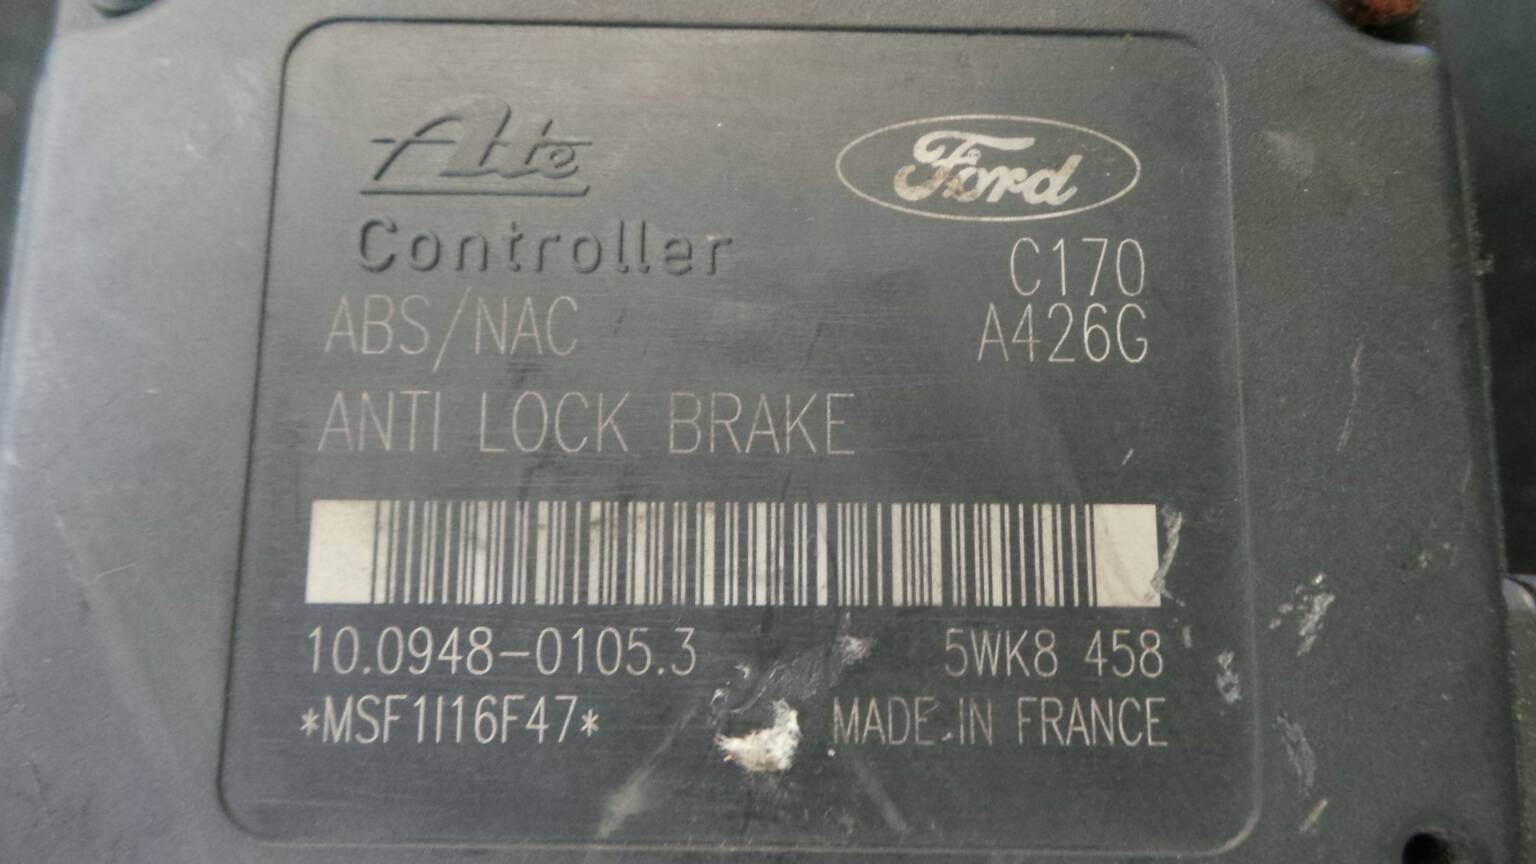 Ate
Ford
Controller
C170
ABS/NAC
A426G
ANTI LOCK BRAKE
10.0948-0105.3
5WK8 458
*MSF1I16F47*
MADE IN FRANCE